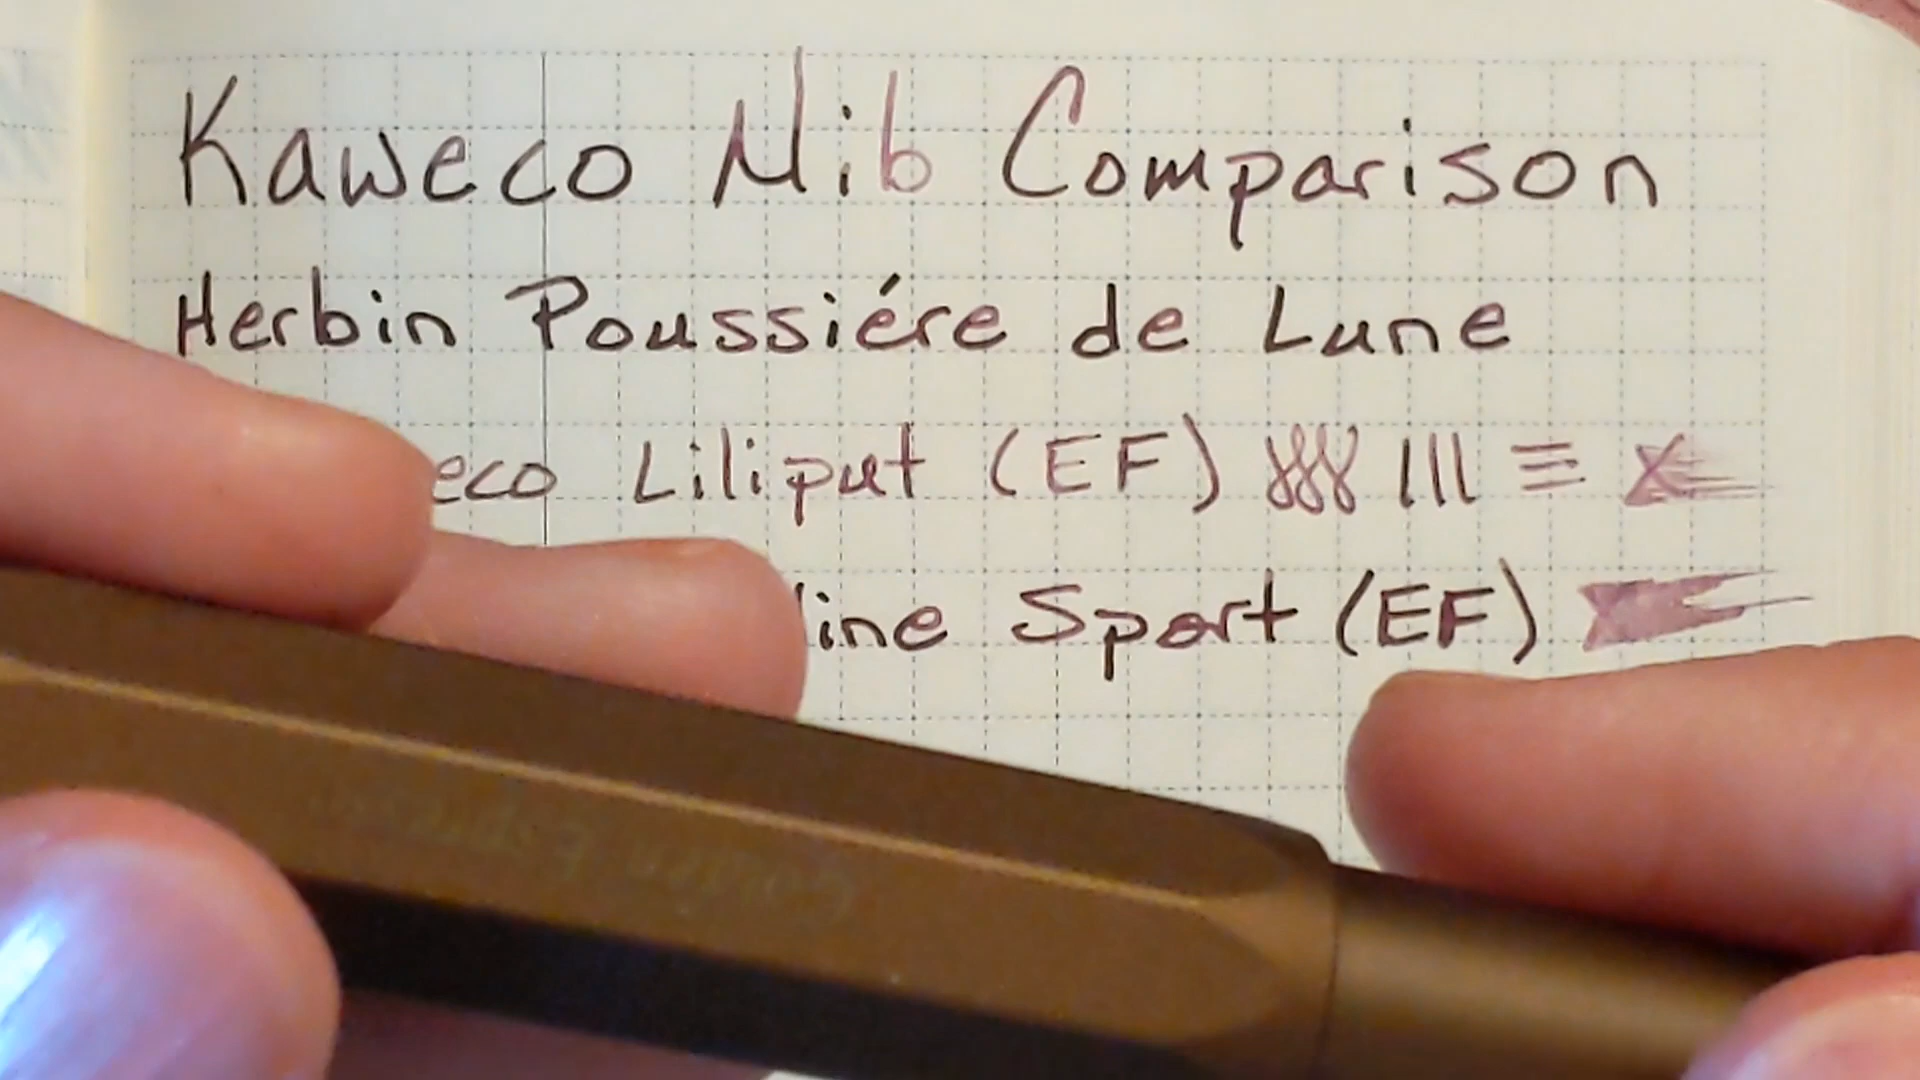 Kaweco Nib Comparison
Herbin Poussiére de Lune
eco Liliput (EF)
line Sport (EF)